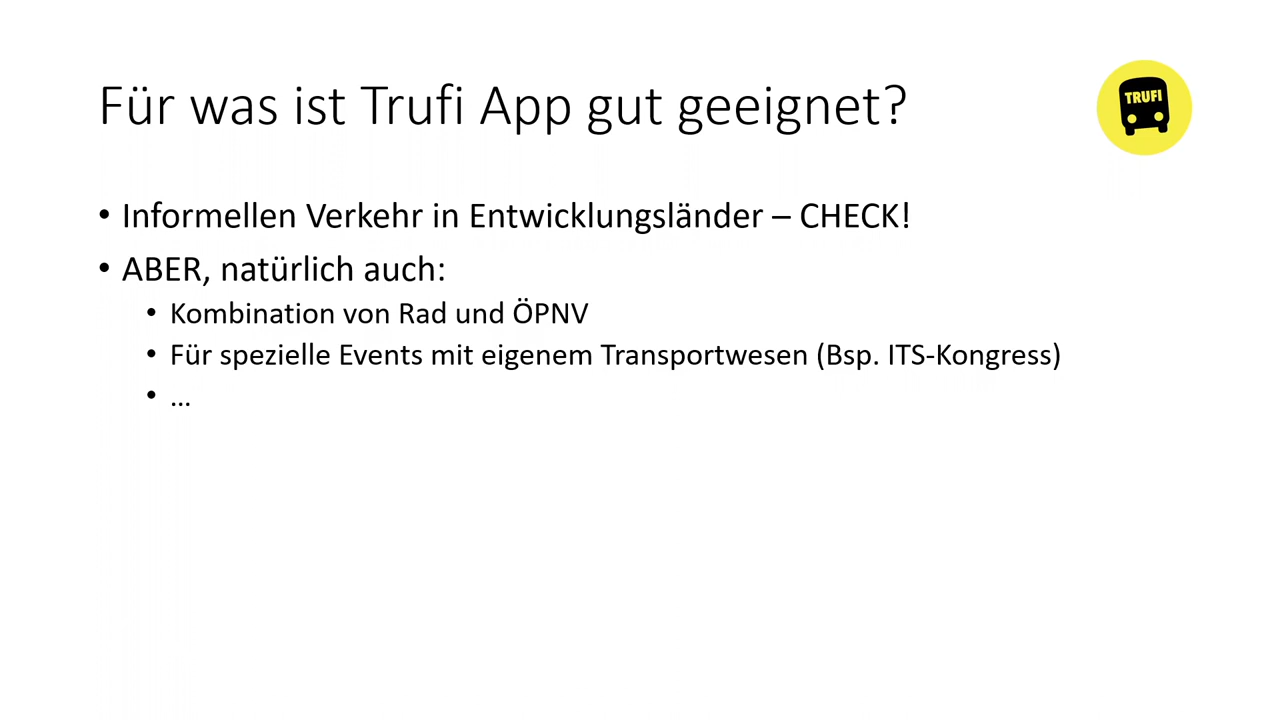 Für was ist Trufi App gut geeignet?
TRUFI
• Informellen Verkehr in Entwicklungsländer – CHECK!
• ABER, natürlich auch:
• Kombination von Rad und ÖPNV
• Für spezielle Events mit eigenem Transportwesen (Bsp. ITS-Kongress)
• ...